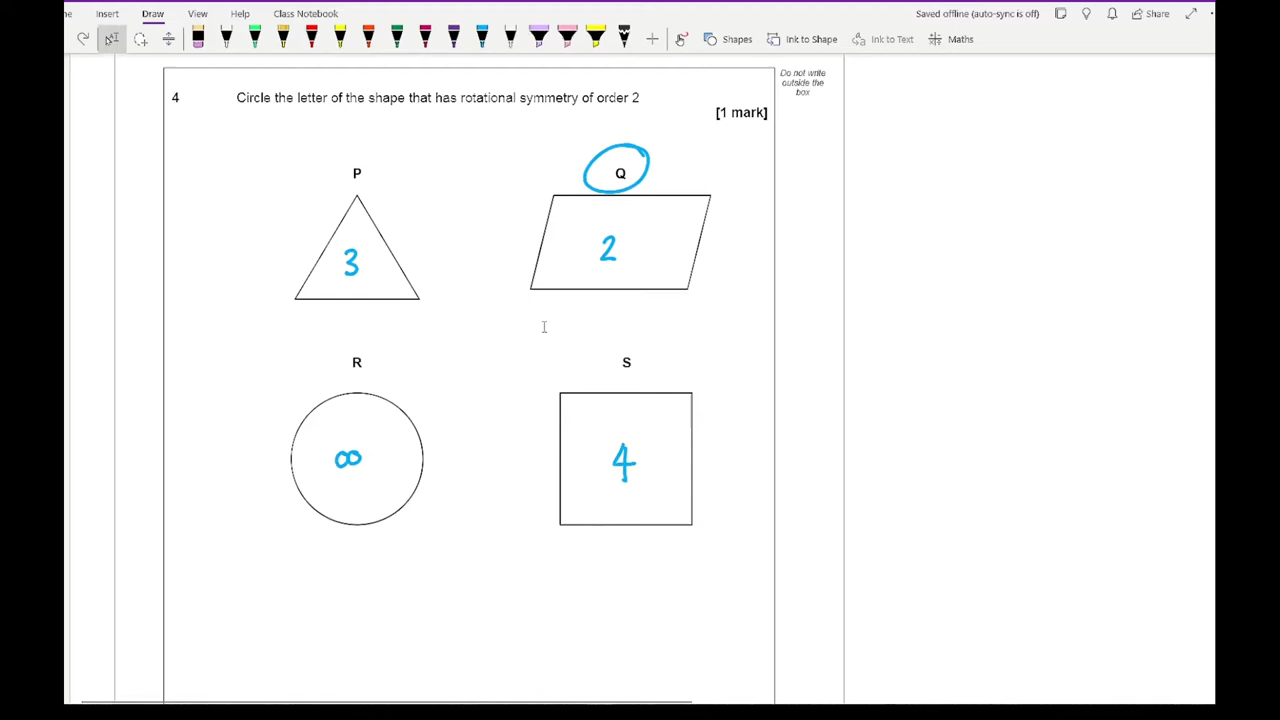 me Insert Draw View Help Class Notebook Saved offline (auto-sync is off) Share
Shapes Ink to Shape Ink to Text Maths
Do not write
outside the
box
4 Circle the letter of the shape that has rotational symmetry of order 2
[1 mark]
P Q
3 2
R S
∞ 4